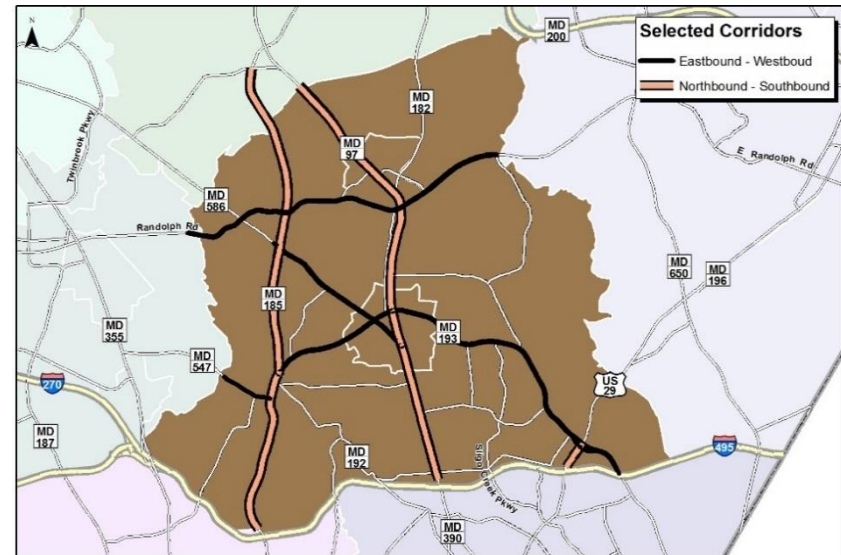 N
MD
200
Selected Corridors
Eastbound - Westboud
Northbound - Southbound
MD
182
Twinbrook Pkwy
MD
97
E Randolph Rd
MD
586
Randolph Rd
MD
650
MD
196
MD
185
MD
355
MD
193
MD
547
US
29
270
MD
187
495
MD
192
Sligo Creek Pkwy
MD
390